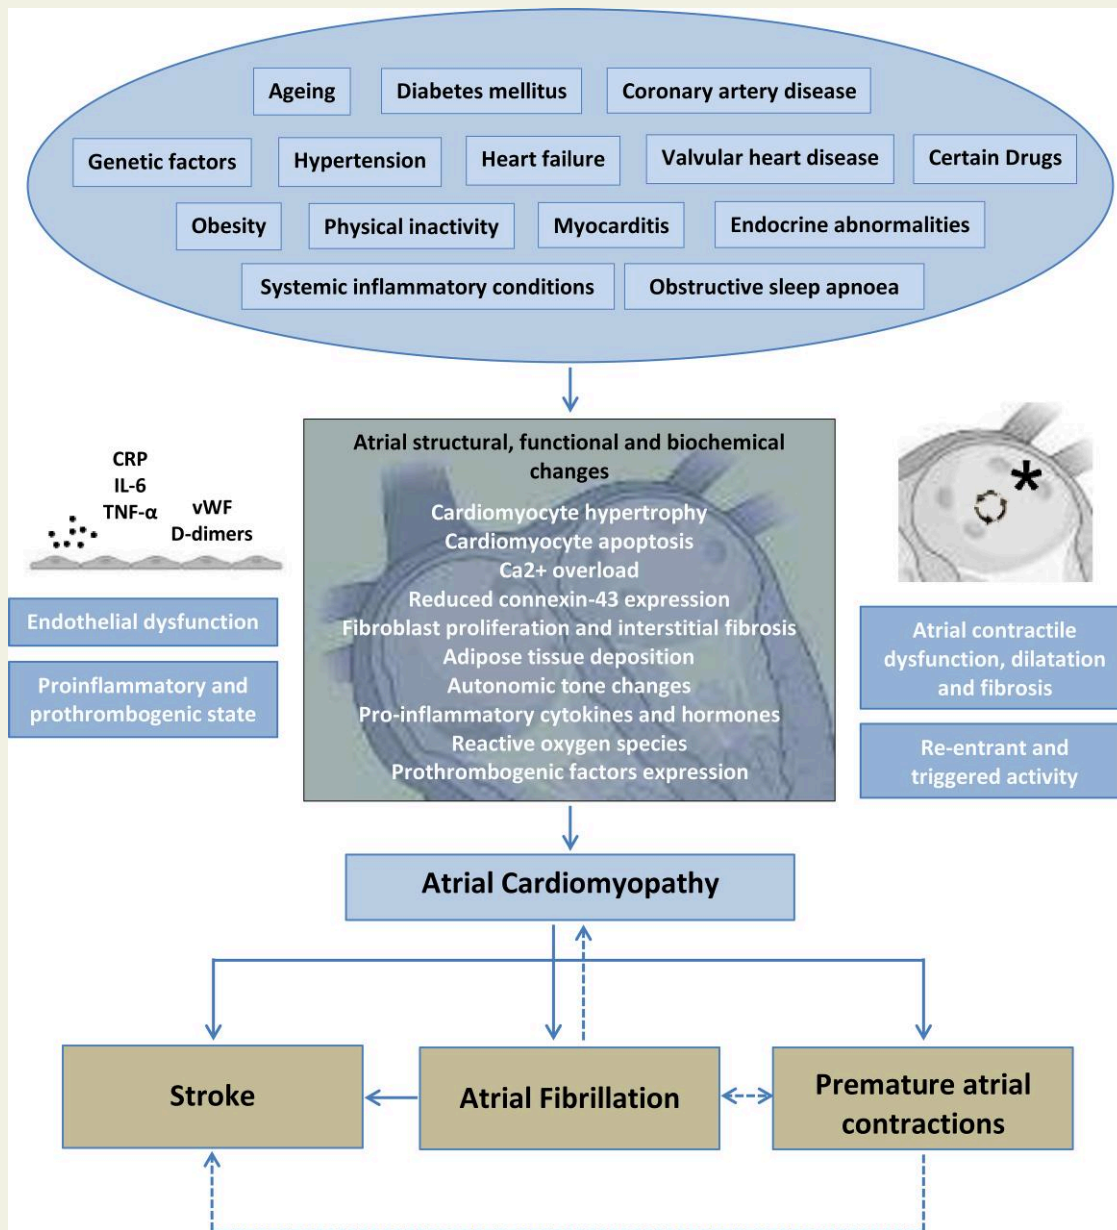 Ageing
Diabetes mellitus
Coronary artery disease
Genetic factors
Hypertension
Heart failure
Valvular heart disease
Certain Drugs
Obesity
Physical inactivity
Myocarditis
Endocrine abnormalities
Systemic inflammatory conditions
Obstructive sleep apnoea
CRP
IL-6
TNF-α
vWF
D-dimers
Endothelial dysfunction
Proinflammatory and
prothrombogenic state
Atrial structural, functional and biochemical
changes
Cardiomyocyte hypertrophy
Cardiomyocyte apoptosis
Ca2+ overload
Reduced connexin-43 expression
Fibroblast proliferation and interstitial fibrosis
Adipose tissue deposition
Autonomic tone changes
Pro-inflammatory cytokines and hormones
Reactive oxygen species
Prothrombogenic factors expression
*
Atrial contractile
dysfunction, dilatation
and fibrosis
Re-entrant and
triggered activity
Atrial Cardiomyopathy
Stroke
Atrial Fibrillation
Premature atrial
contractions